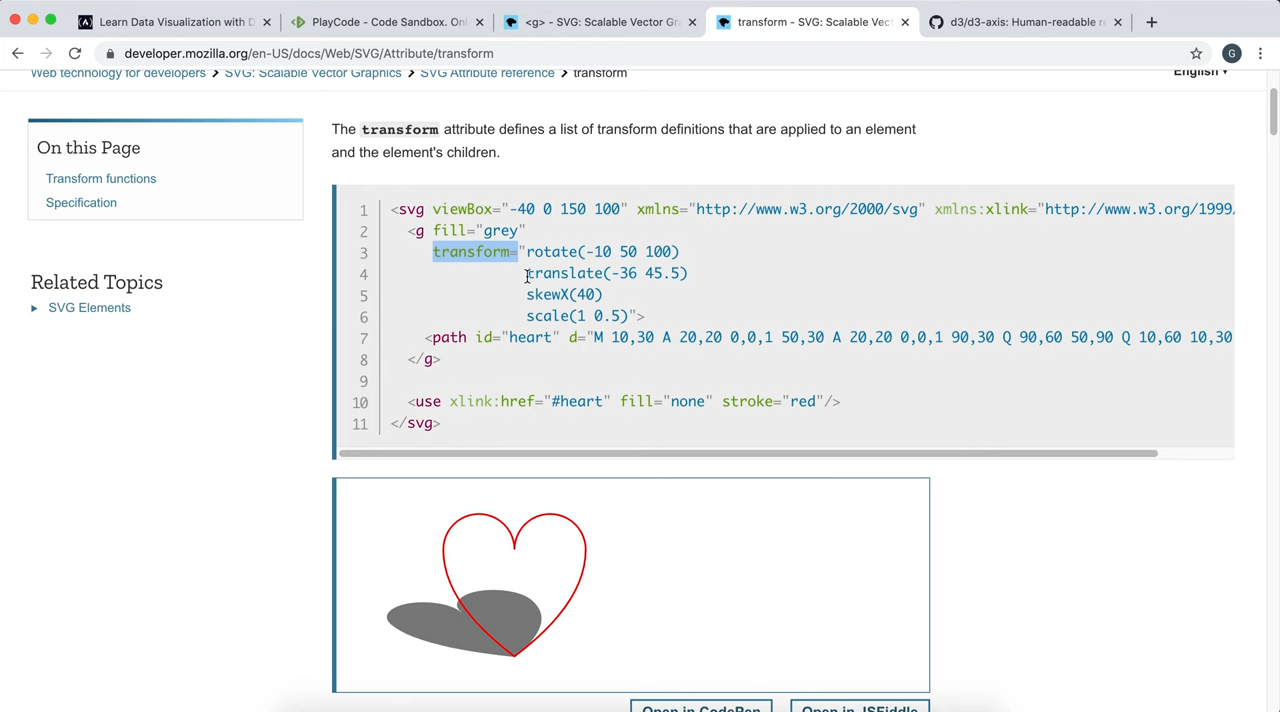 Learn Data Visualization with D
PlayCode - Code Sandbox. Onl
<g> - SVG: Scalable Vector Gra
transform - SVG: Scalable Vect
d3/d3-axis: Human-readable re
developer.mozilla.org/en-US/docs/Web/SVG/Attribute/transform
G
Web technology for developers > SVG: Scalable Vector Graphics > SVG Attribute reference > transform
English ▾
On this Page
Transform functions
Specification
Related Topics
▸ SVG Elements
The transform attribute defines a list of transform definitions that are applied to an element
and the element's children.
1 <svg viewBox="-40 0 150 100" xmlns="http://www.w3.org/2000/svg" xmlns:xlink="http://www.w3.org/1999/
2 <g fill="grey"
3 transform="rotate(-10 50 100)
4 translate(-36 45.5)
5 skewX(40)
6 scale(1 0.5)">
7 <path id="heart" d="M 10,30 A 20,20 0,0,1 50,30 A 20,20 0,0,1 90,30 Q 90,60 50,90 Q 10,60 10,30
8 </g>
9
10 <use xlink:href="#heart" fill="none" stroke="red"/>
11 </svg>
Open in CodePen
Open in JSFiddle